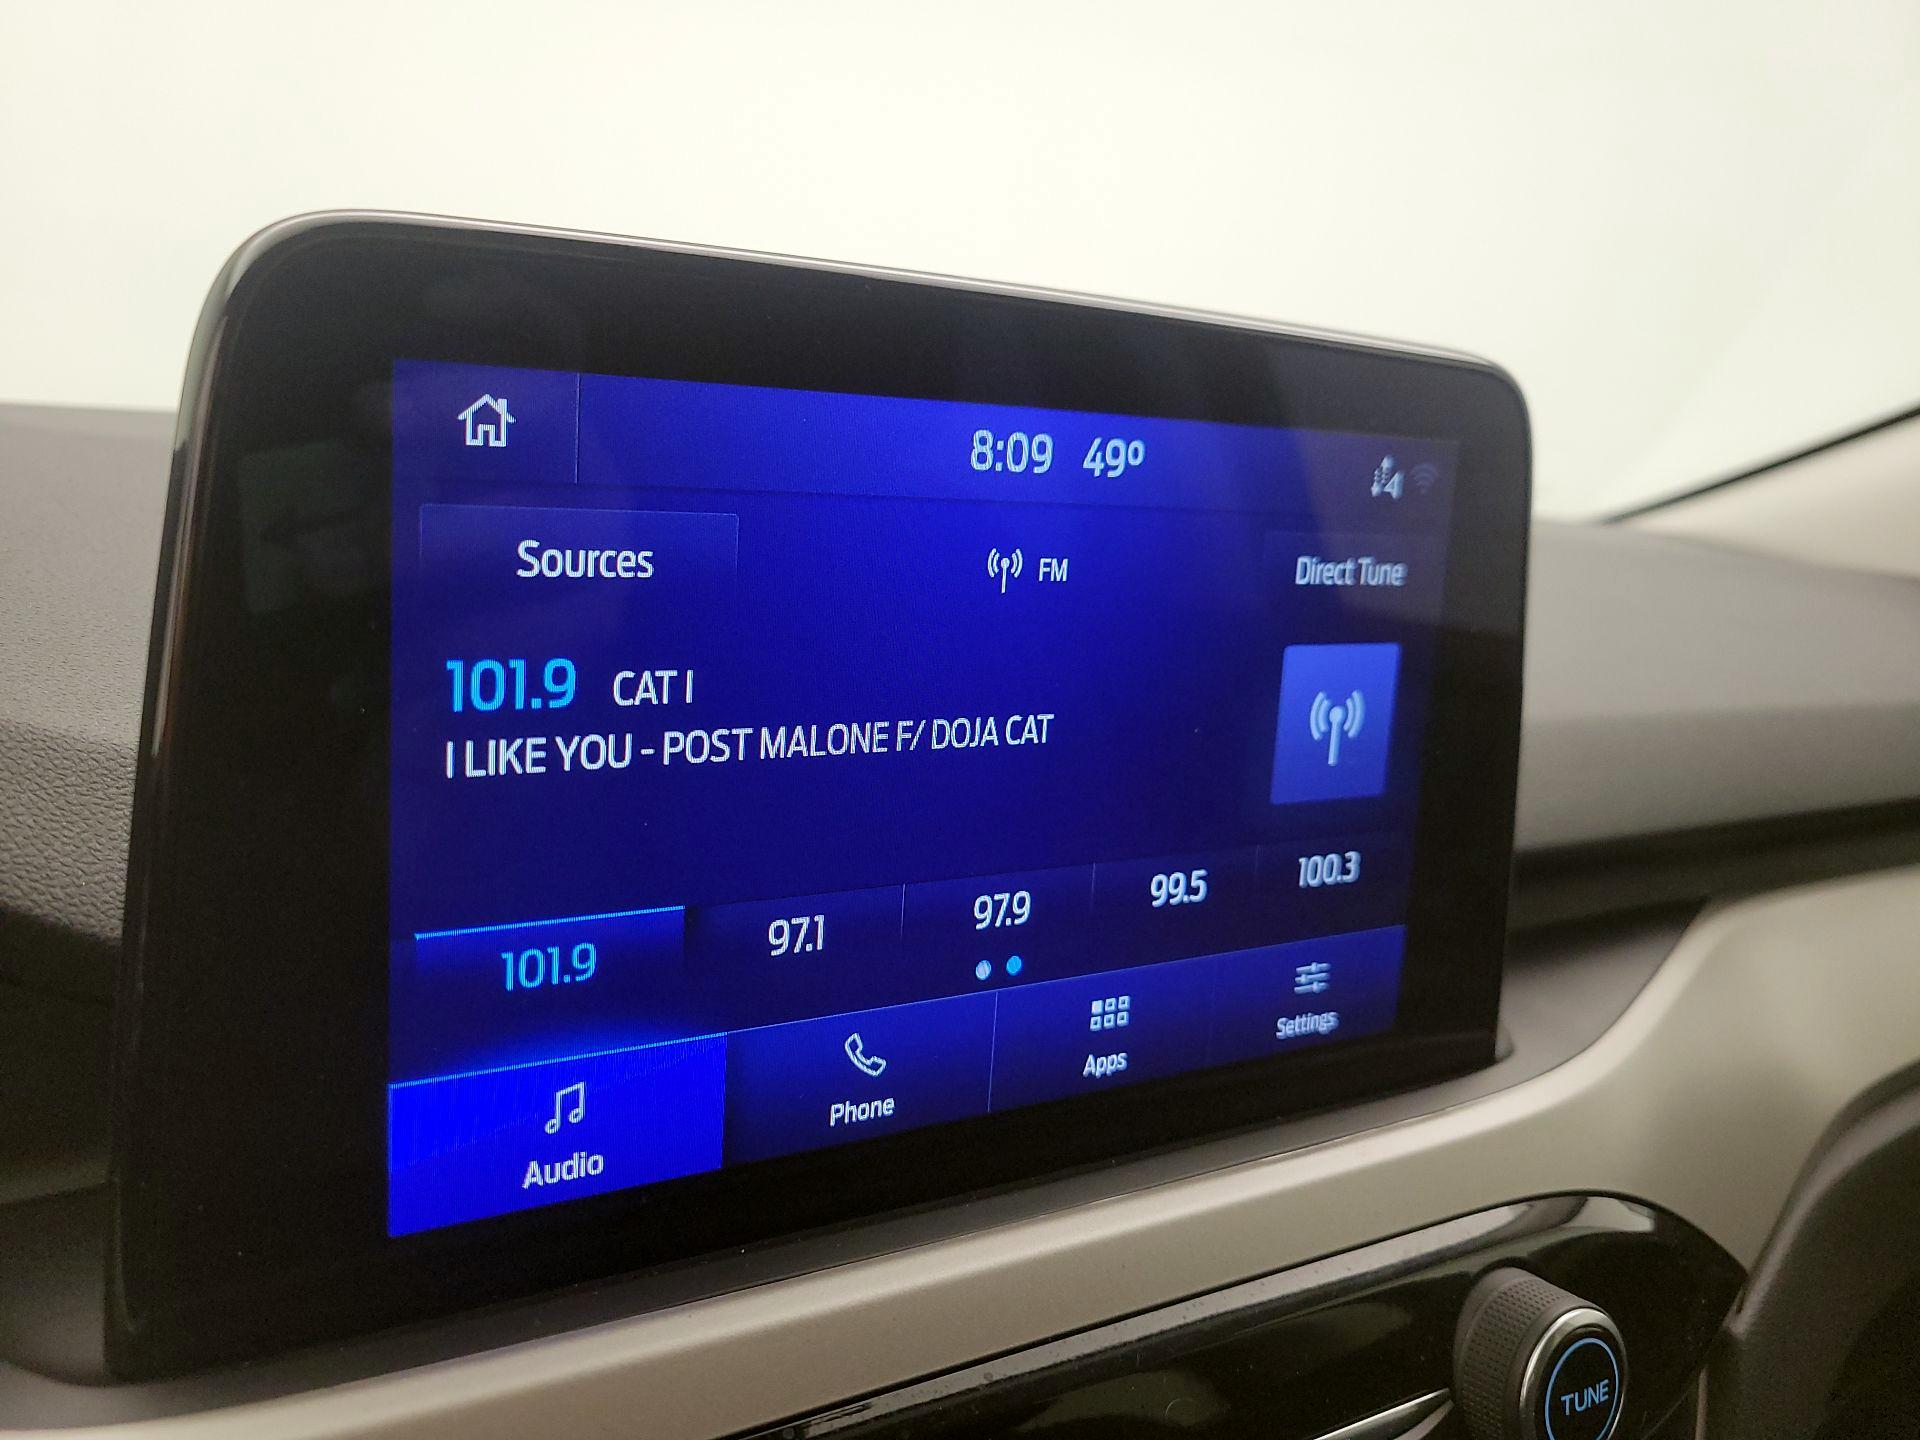 8:09 49°
4
Sources
FM
Direct Tune
101.9 CAT I
I LIKE YOU - POST MALONE F/ DOJA CAT
101.9 97.1 97.9 99.5 100.3
Audio
Phone
Apps
Settings
TUNE